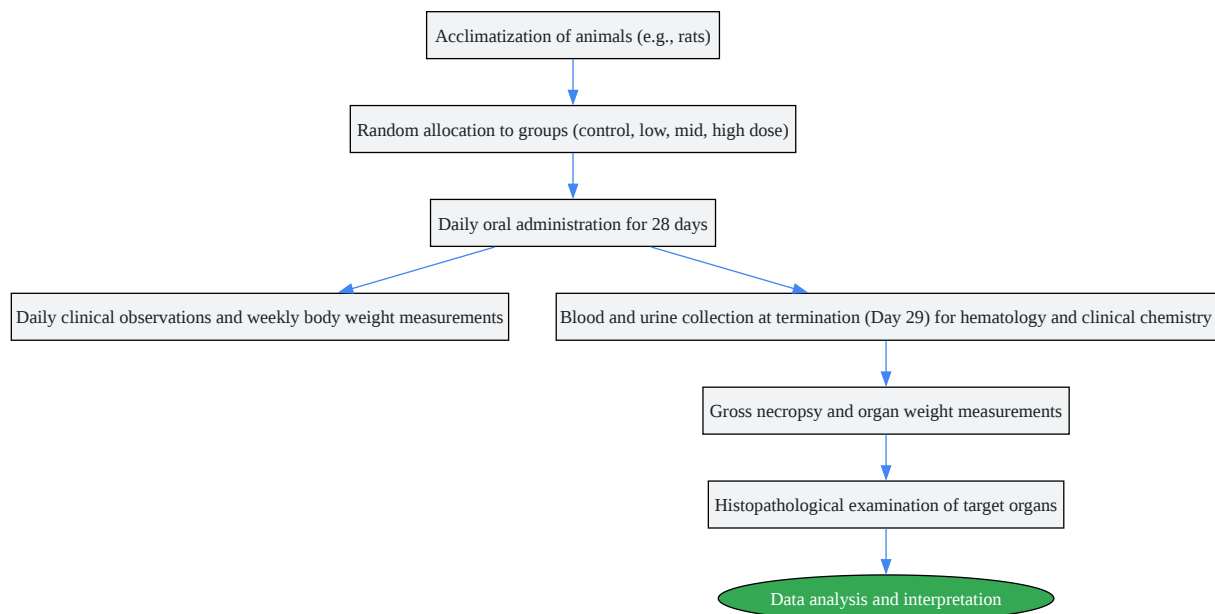 Acclimatization of animals (e.g., rats)
Random allocation to groups (control, low, mid, high dose)
Daily oral administration for 28 days
Daily clinical observations and weekly body weight measurements
Blood and urine collection at termination (Day 29) for hematology and clinical chemistry
Gross necropsy and organ weight measurements
Histopathological examination of target organs
Data analysis and interpretation